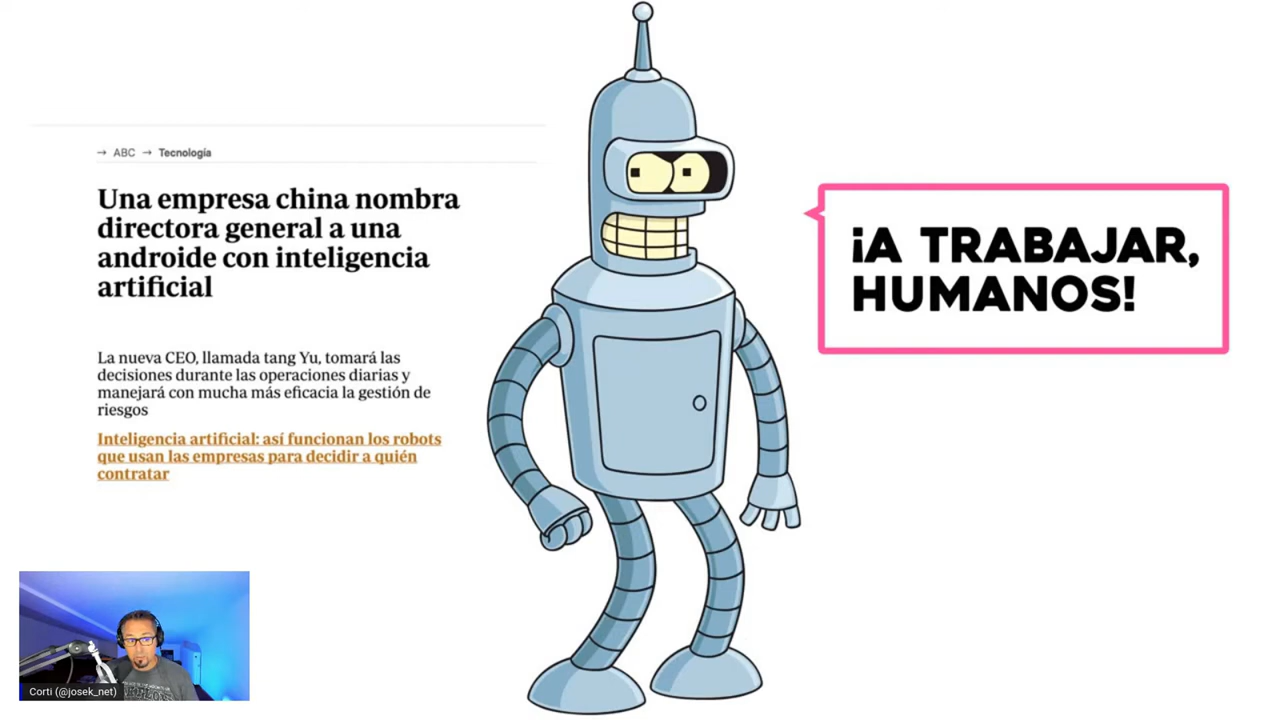 → ABC → Tecnología
Una empresa china nombra
directora general a una
androide con inteligencia
artificial
La nueva CEO, llamada tang Yu, tomará las
decisiones durante las operaciones diarias y
manejará con mucha más eficacia la gestión de
riesgos
Inteligencia artificial: así funcionan los robots
que usan las empresas para decidir a quién
contratar
¡A TRABAJAR,
HUMANOS!
Corti (@josek_net)